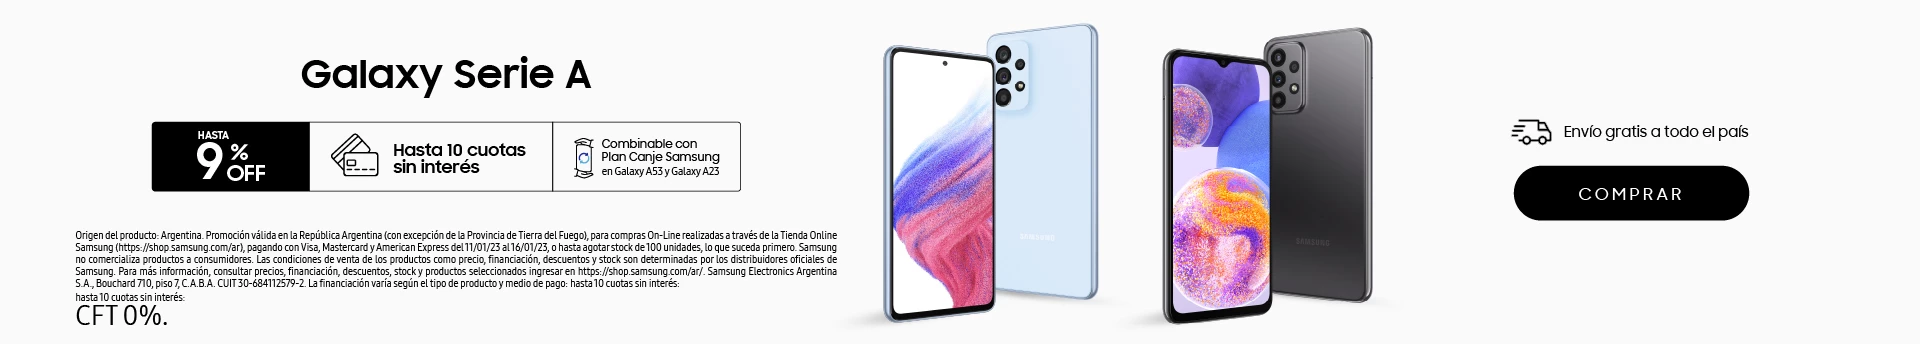 Galaxy Serie A
HASTA
9%
OFF
Hasta 10 cuotas
sin interés
Combinable con
Plan Canje Samsung
en Galaxy A53 y Galaxy A23
Origen del producto: Argentina. Promoción válida en la República Argentina (con excepción de la Provincia de Tierra del Fuego), para compras On-Line realizadas a través de la Tienda Online
Samsung (https://shop.samsung.com/ar), pagando con Visa, Mastercard y American Express del 11/01/23 al 16/01/23, o hasta agotar stock de 100 unidades, lo que suceda primero. Samsung
no comercializa productos a consumidores. Las condiciones de venta de los productos como precio, financiación, descuentos y stock son determinadas por los distribuidores oficiales de
Samsung. Para más información, consultar precios, financiación, descuentos, stock y productos seleccionados ingresar en https://shop.samsung.com/ar/. Samsung Electronics Argentina
S.A., Bouchard 710, piso 7, C.A.B.A. CUIT 30-684112579-2. La financiación varía según el tipo de producto y medio de pago: hasta 10 cuotas sin interés:
hasta 10 cuotas sin interés:
CFT 0%.
SAMSUNG
SAMSUNG
Envío gratis a todo el país
COMPRAR